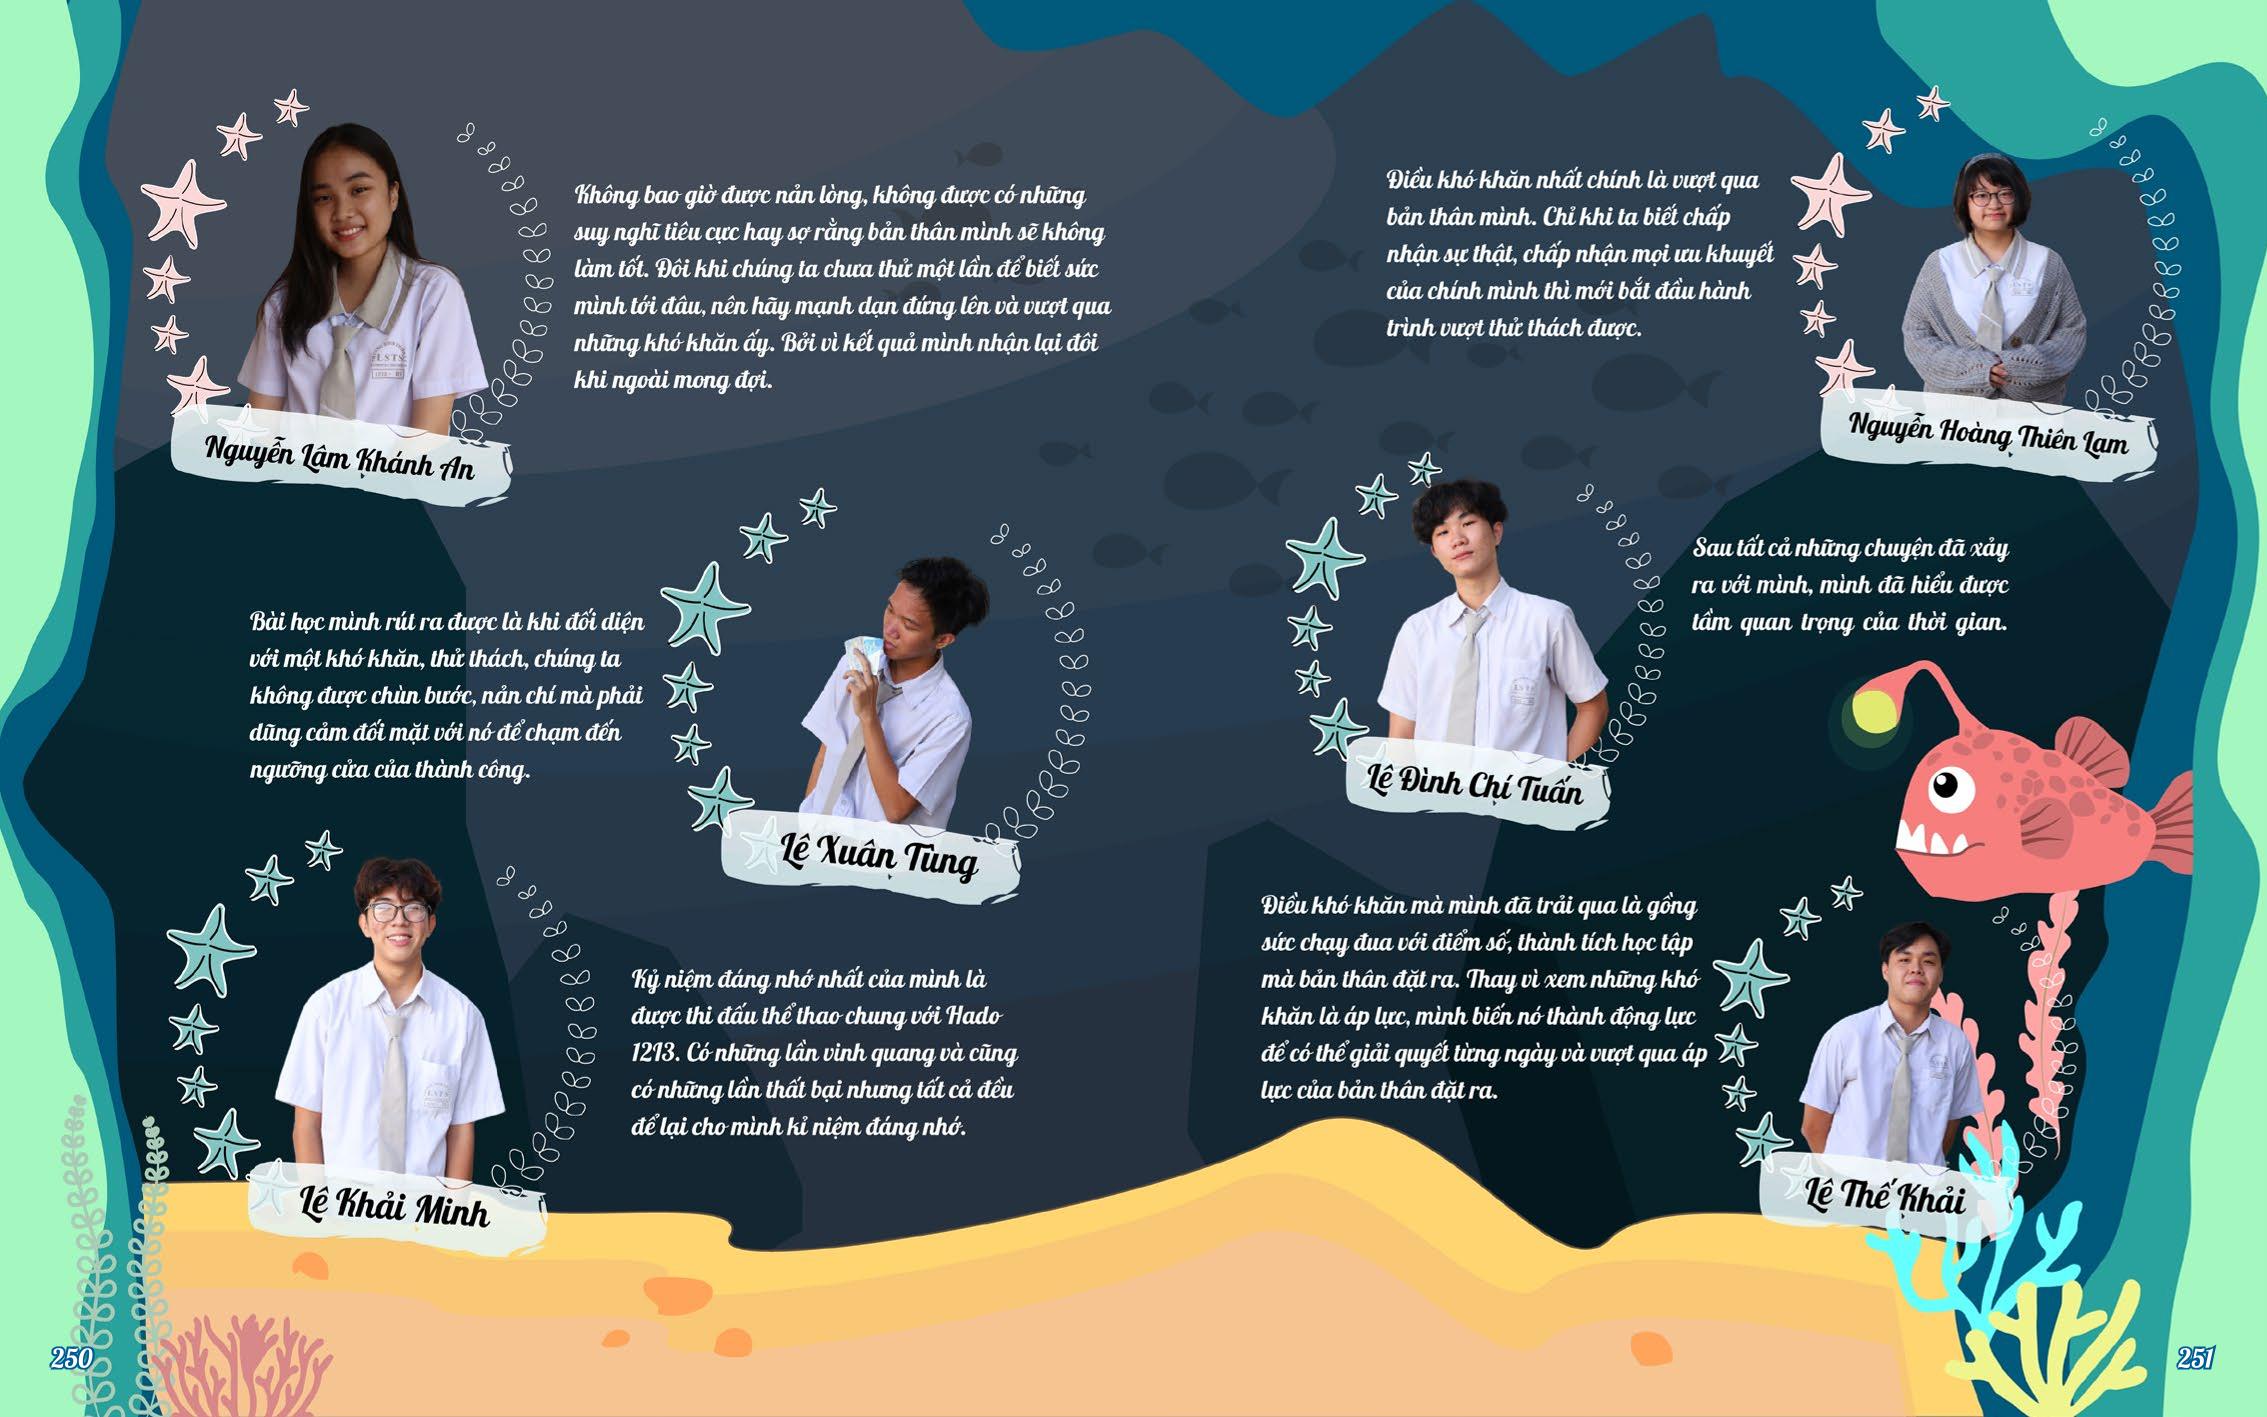 Không bao giờ được nản lòng, không được có những
suy nghĩ tiêu cực hay sợ rằng bản thân mình sẽ không
làm tốt. Đôi khi chúng ta chưa thử một lần để biết sức
mình tới đâu, nên hãy mạnh dạn đứng lên và vượt qua
những khó khăn ấy. Bởi vì kết quả mình nhận lại đôi
khi ngoài mong đợi.
Nguyễn Lâm Khánh An
Bài học mình rút ra được là khi đối diện
với một khó khăn, thử thách, chúng ta
không được chùn bước, nản chí mà phải
dũng cảm đối mặt với nó để chạm đến
ngưỡng cửa của thành công.
Lê Xuân Tùng
Kỷ niệm đáng nhớ nhất của mình là
được thi đấu thể thao chung với Hado
1213. Có những lần vinh quang và cũng
có những lần thất bại nhưng tất cả đều
để lại cho mình kỉ niệm đáng nhớ.
Lê Khải Minh
250
Điều khó khăn nhất chính là vượt qua
bản thân mình. Chỉ khi ta biết chấp
nhận sự thật, chấp nhận mọi ưu khuyết
của chính mình thì mới bắt đầu hành
trình vượt thử thách được.
Nguyễn Hoàng Thiên Lam
Sau tất cả những chuyện đã xảy
ra với mình, mình đã hiểu được
tầm quan trọng của thời gian.
Lê Đình Chí Tuấn
Điều khó khăn mà mình đã trải qua là gồng
sức chạy đua với điểm số, thành tích học tập
mà bản thân đặt ra. Thay vì xem những khó
khăn là áp lực, mình biến nó thành động lực
để có thể giải quyết từng ngày và vượt qua áp
lực của bản thân đặt ra.
Lê Thế Khải
251